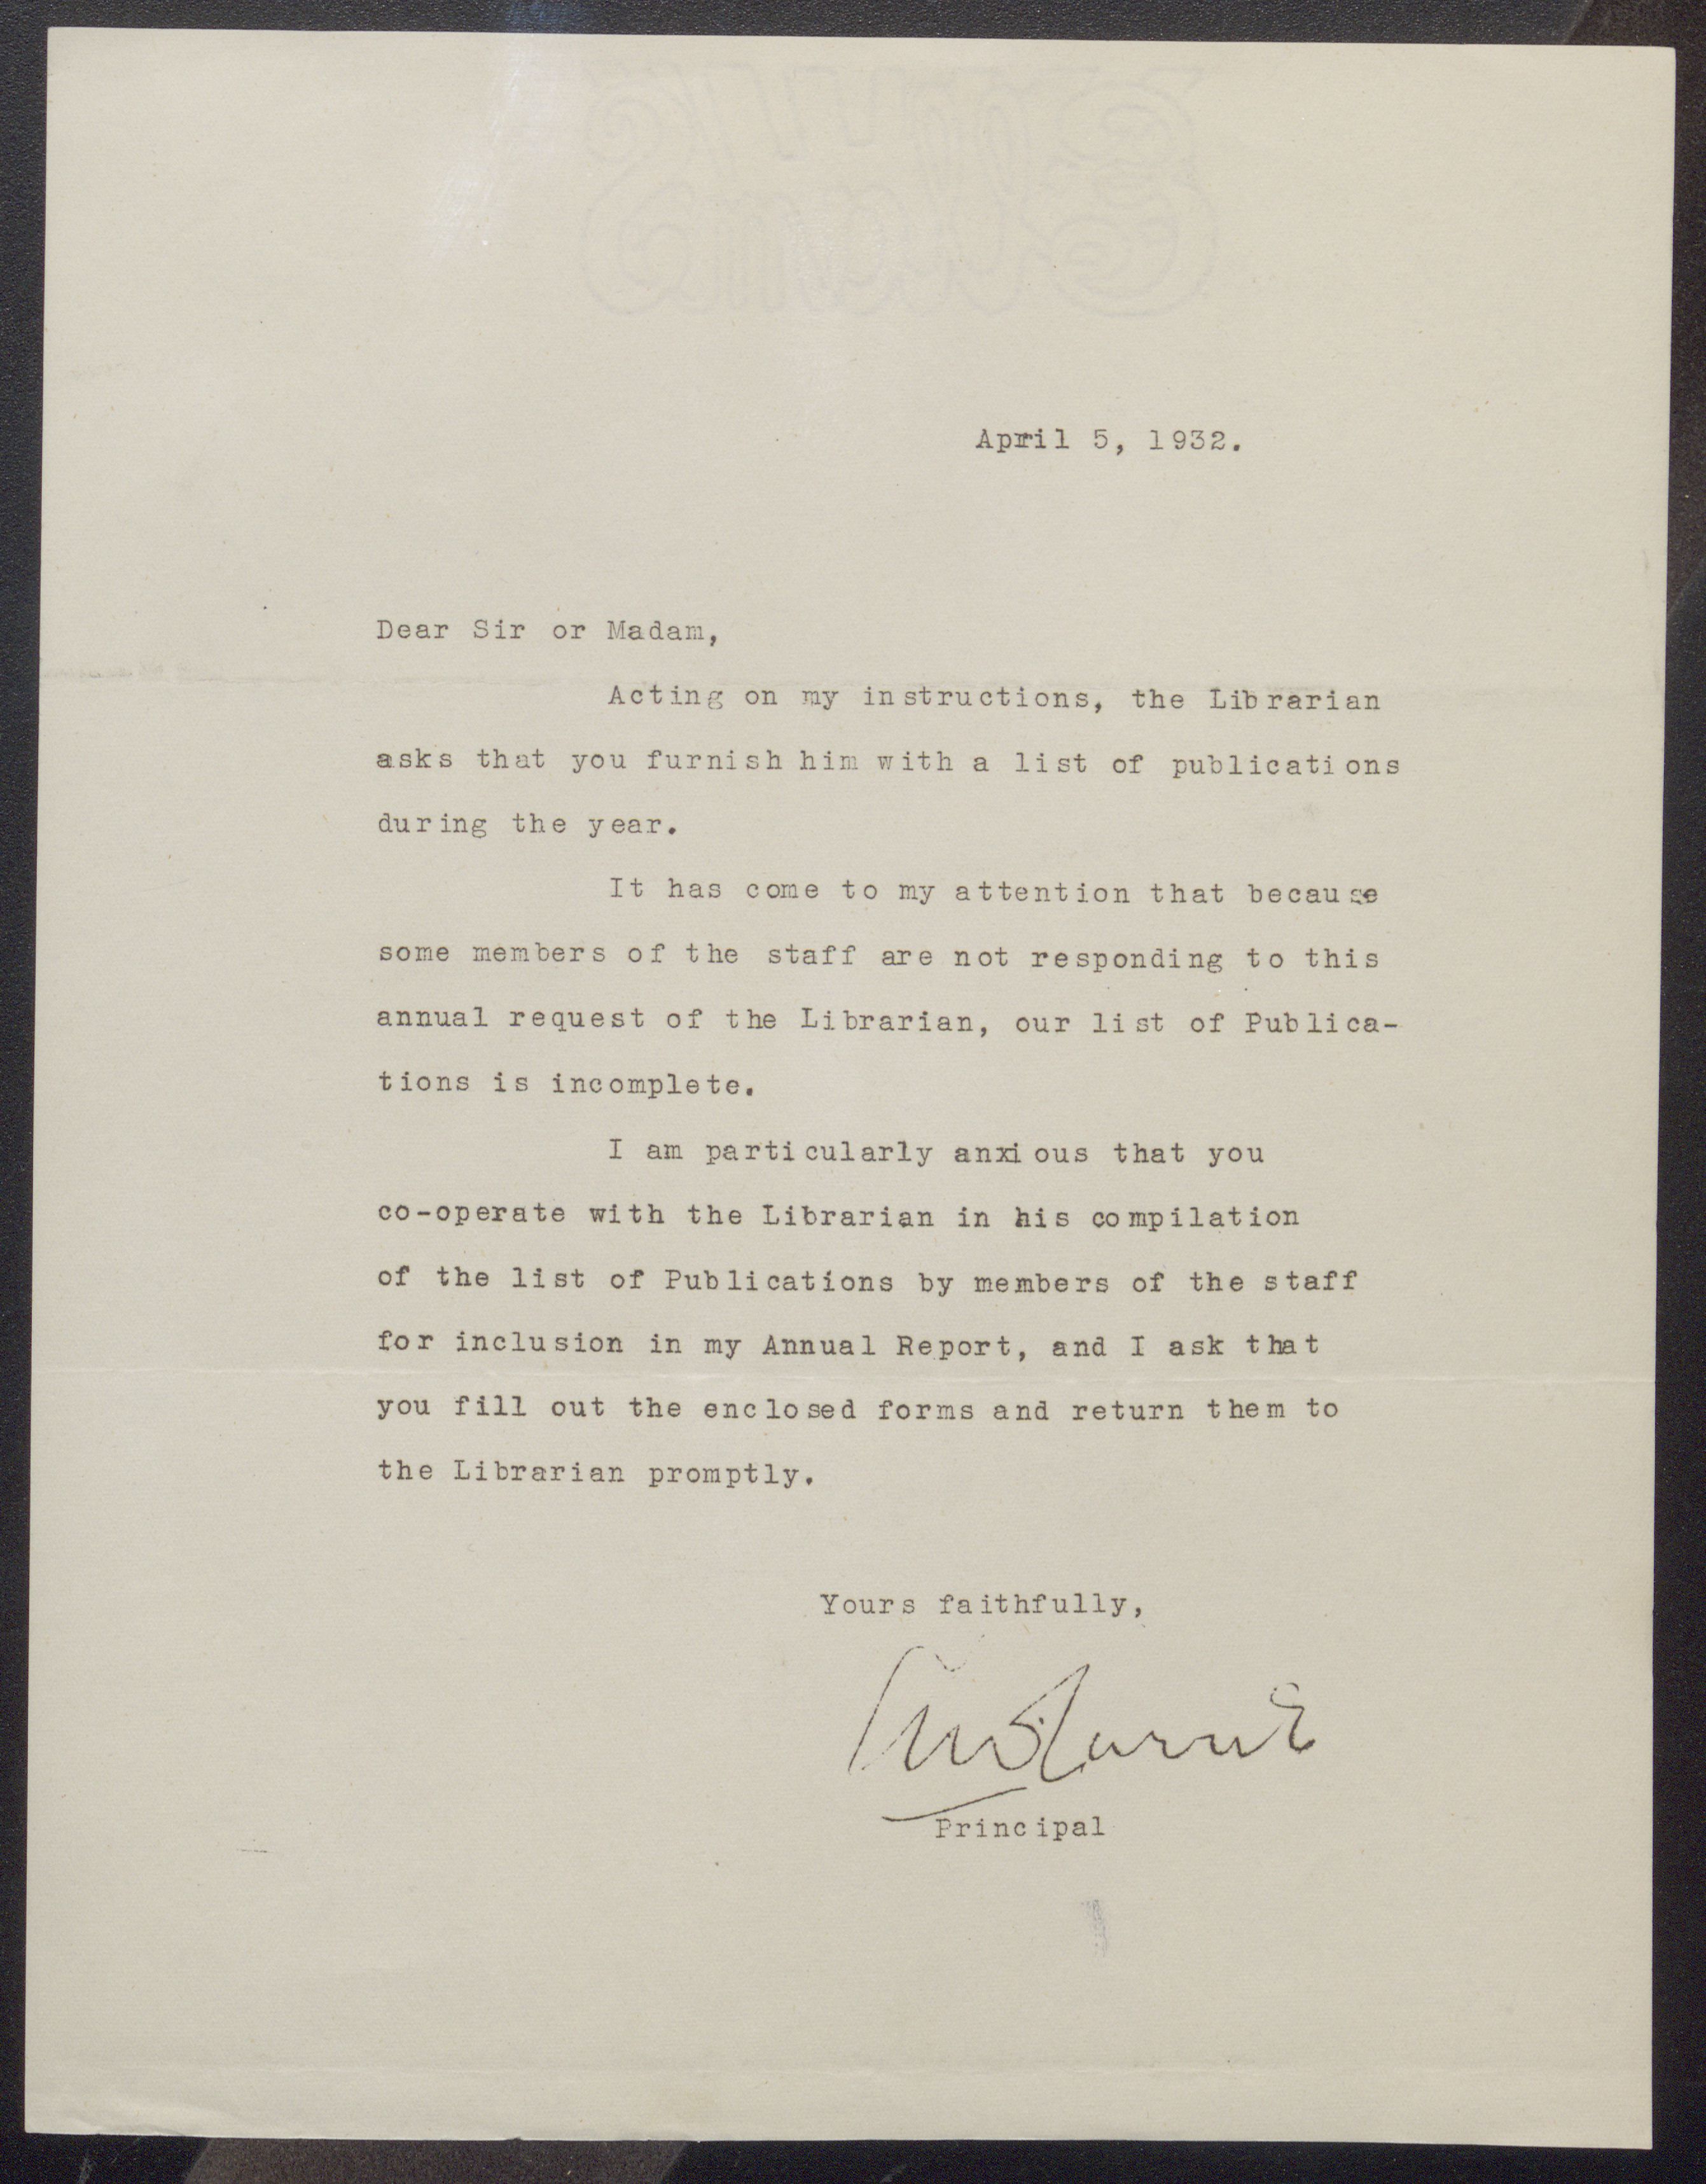 April 5, 1932.
Dear Sir or Madam,
Acting on my instructions, the Librarian
asks that you furnish him with a list of publications
during the year.
It has come to my attention that because
some members of the staff are not responding to this
annual request of the Librarian, our list of Publica-
tions is incomplete.
I am particularly anxious that you
co-operate with the Librarian in his compilation
of the list of Publications by members of the staff
for inclusion in my Annual Report, and I ask that
you fill out the enclosed forms and return them to
the Librarian promptly.
Yours faithfully,
Principal